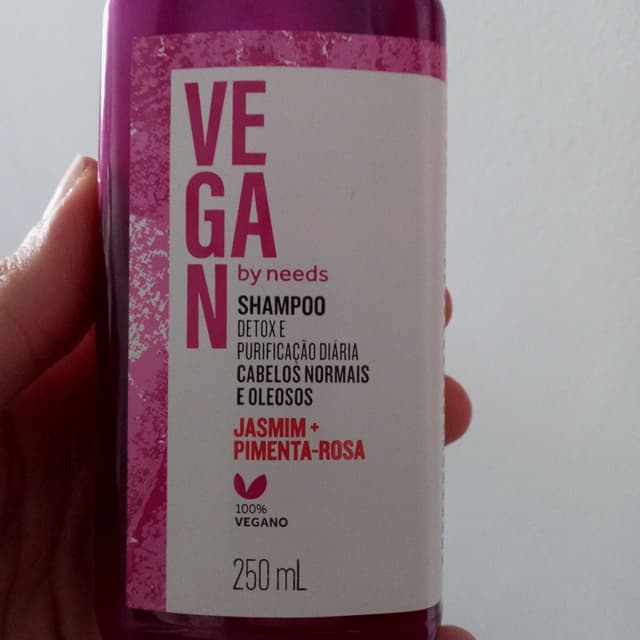 VE
GA
N
by needs
SHAMPOO
DETOX E
PURIFICAÇÃO DIÁRIA
CABELOS NORMAIS
E OLEOSOS
JASMIM +
PIMENTA-ROSA
100%
VEGANO
250 mL